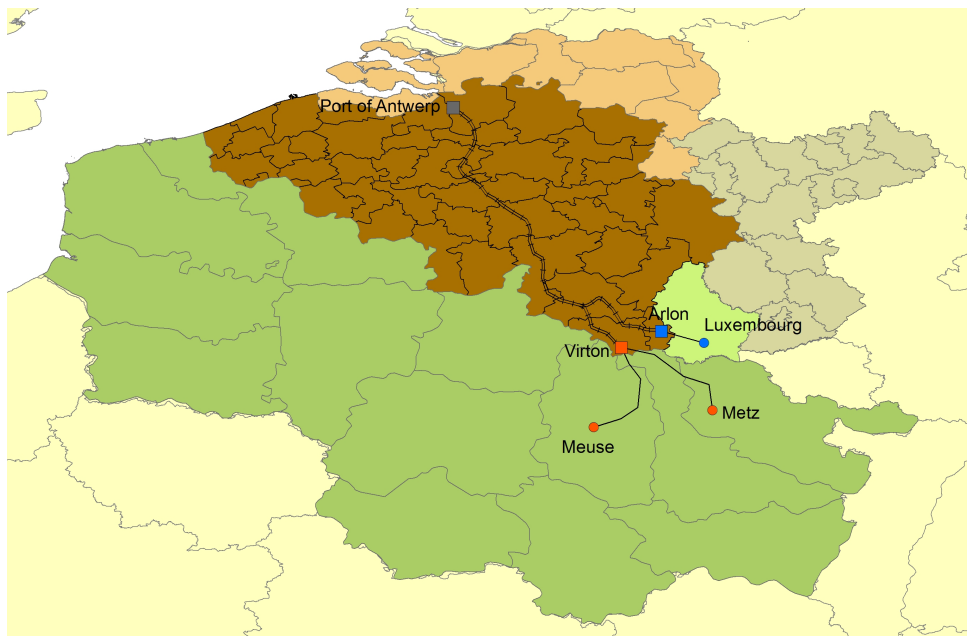 Port of Antwerp
Arlon
Luxembourg
Virton
Metz
Meuse